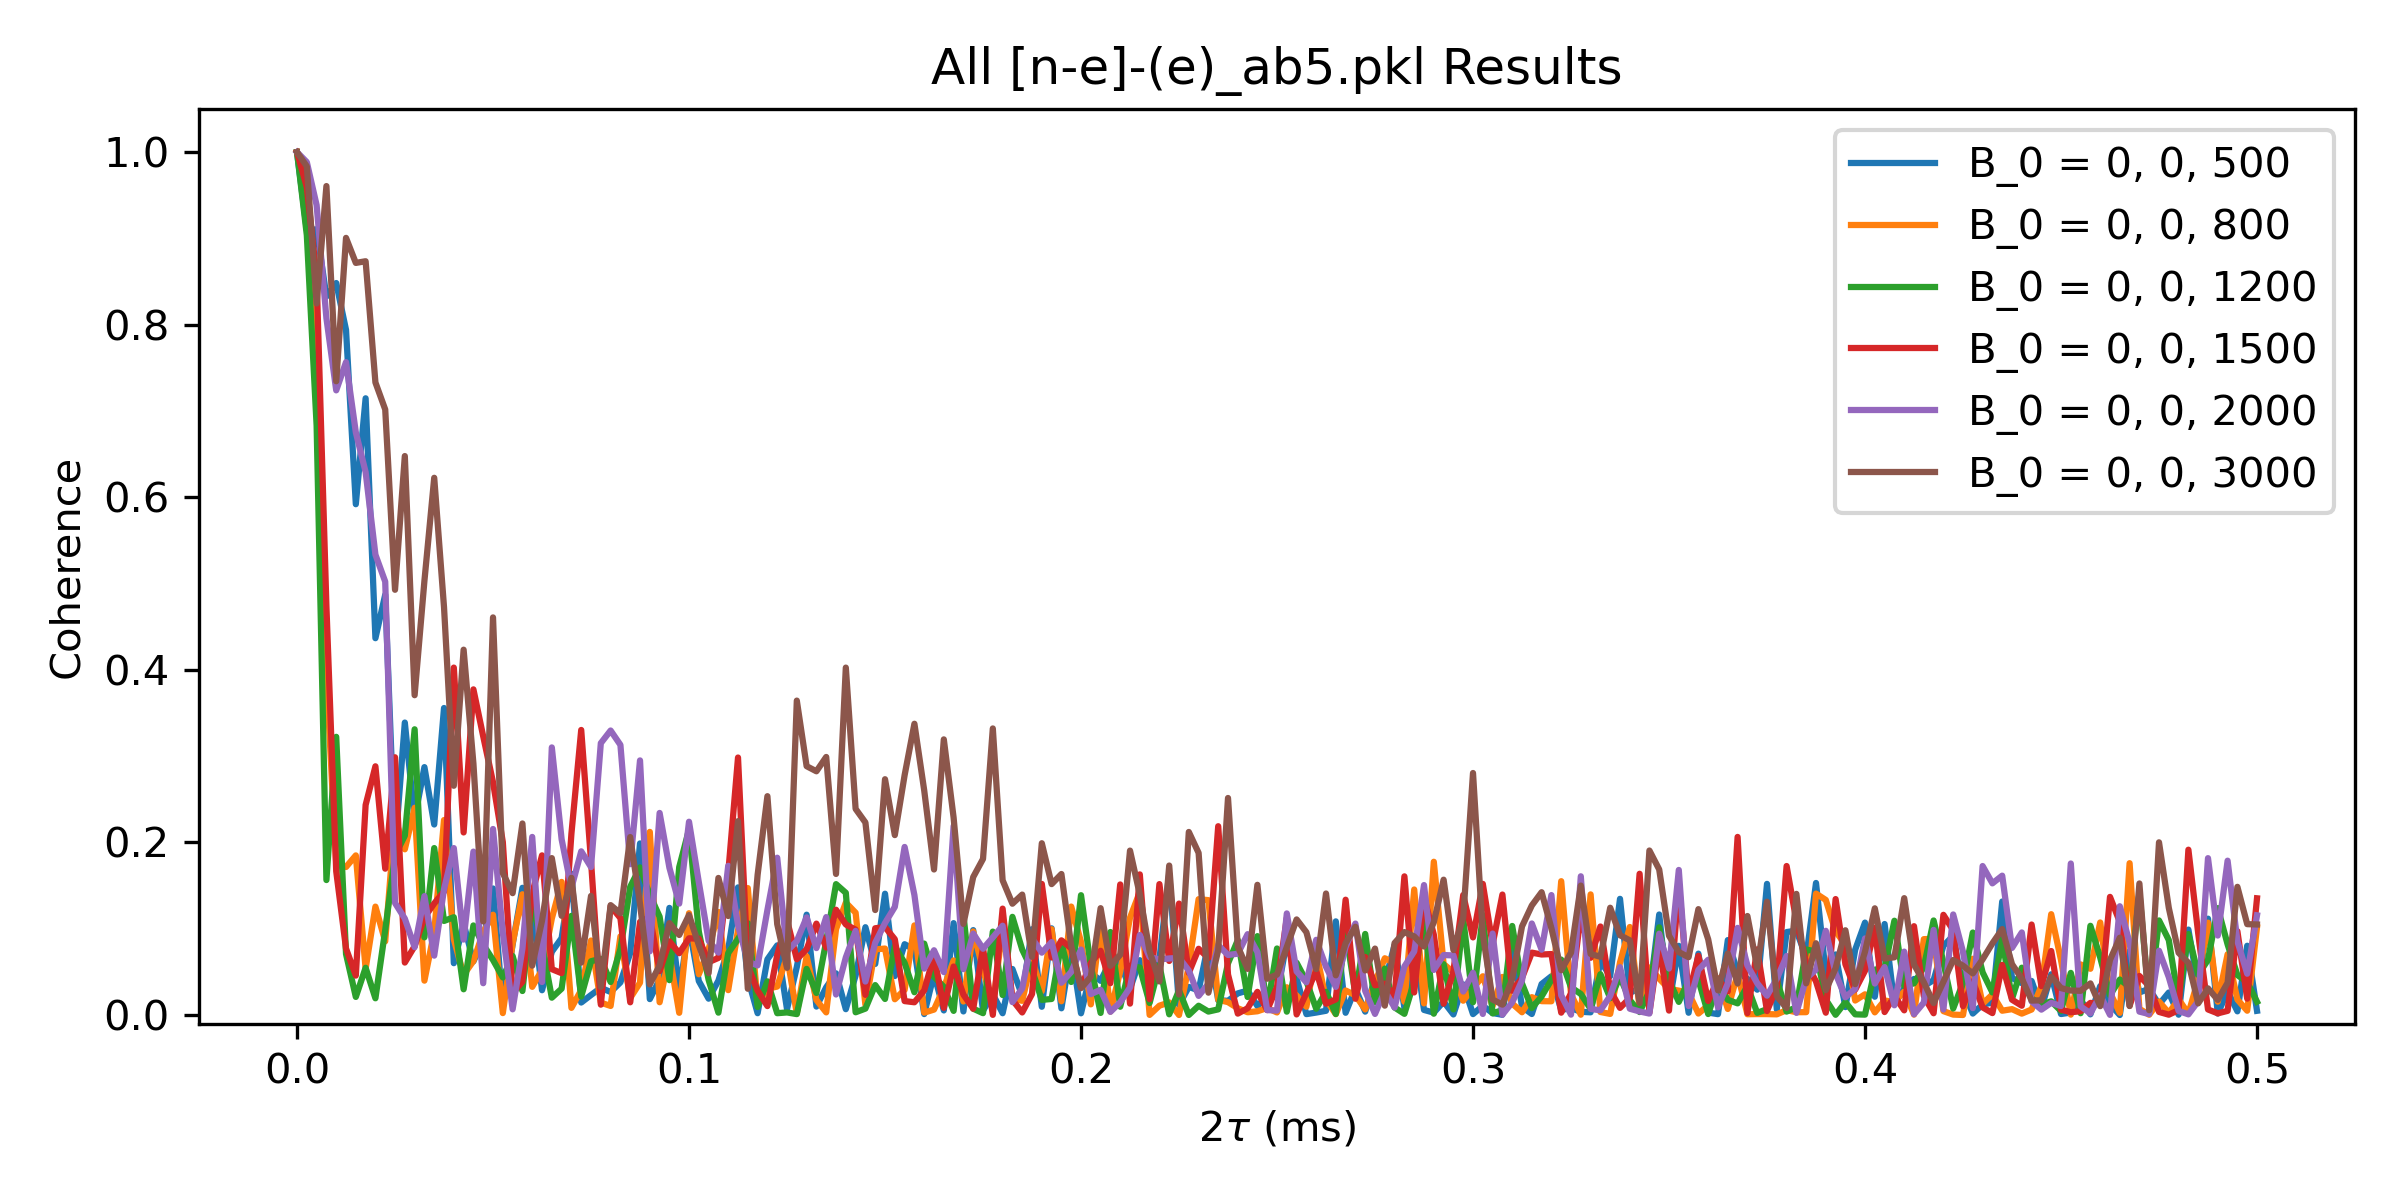 All [n-e]-(e)_ab5.pkl Results
Coherence
1.0
0.8
0.6
0.4
0.2
0.0
B_0 = 0, 0, 500
B_0 = 0, 0, 800
B_0 = 0, 0, 1200
B_0 = 0, 0, 1500
B_0 = 0, 0, 2000
B_0 = 0, 0, 3000
0.0 0.1 0.2 0.3 0.4 0.5
2τ (ms)